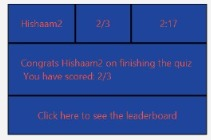 Hishaam2 2/3 2:17
Congrats Hishaam2 on finishing the quiz
You have scored: 2/3
Click here to see the leaderboard